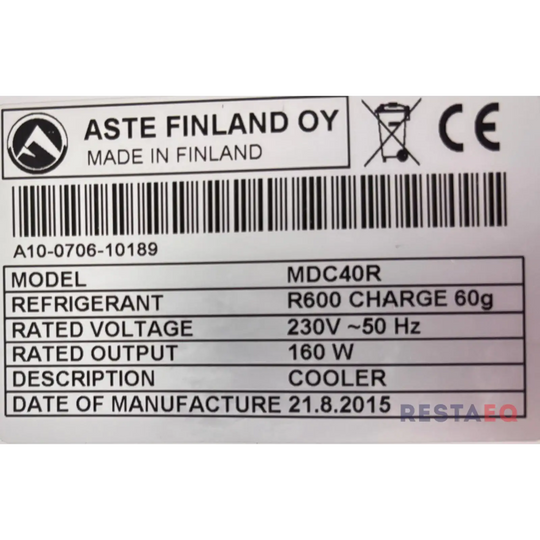 ASTE FINLAND OY
MADE IN FINLAND
CE
A10-0706-10189
MODEL MDC40R
REFRIGERANT R600 CHARGE 60g
RATED VOLTAGE 230V ~50 Hz
RATED OUTPUT 160 W
DESCRIPTION COOLER
DATE OF MANUFACTURE 21.8.2015
RESTAEQ